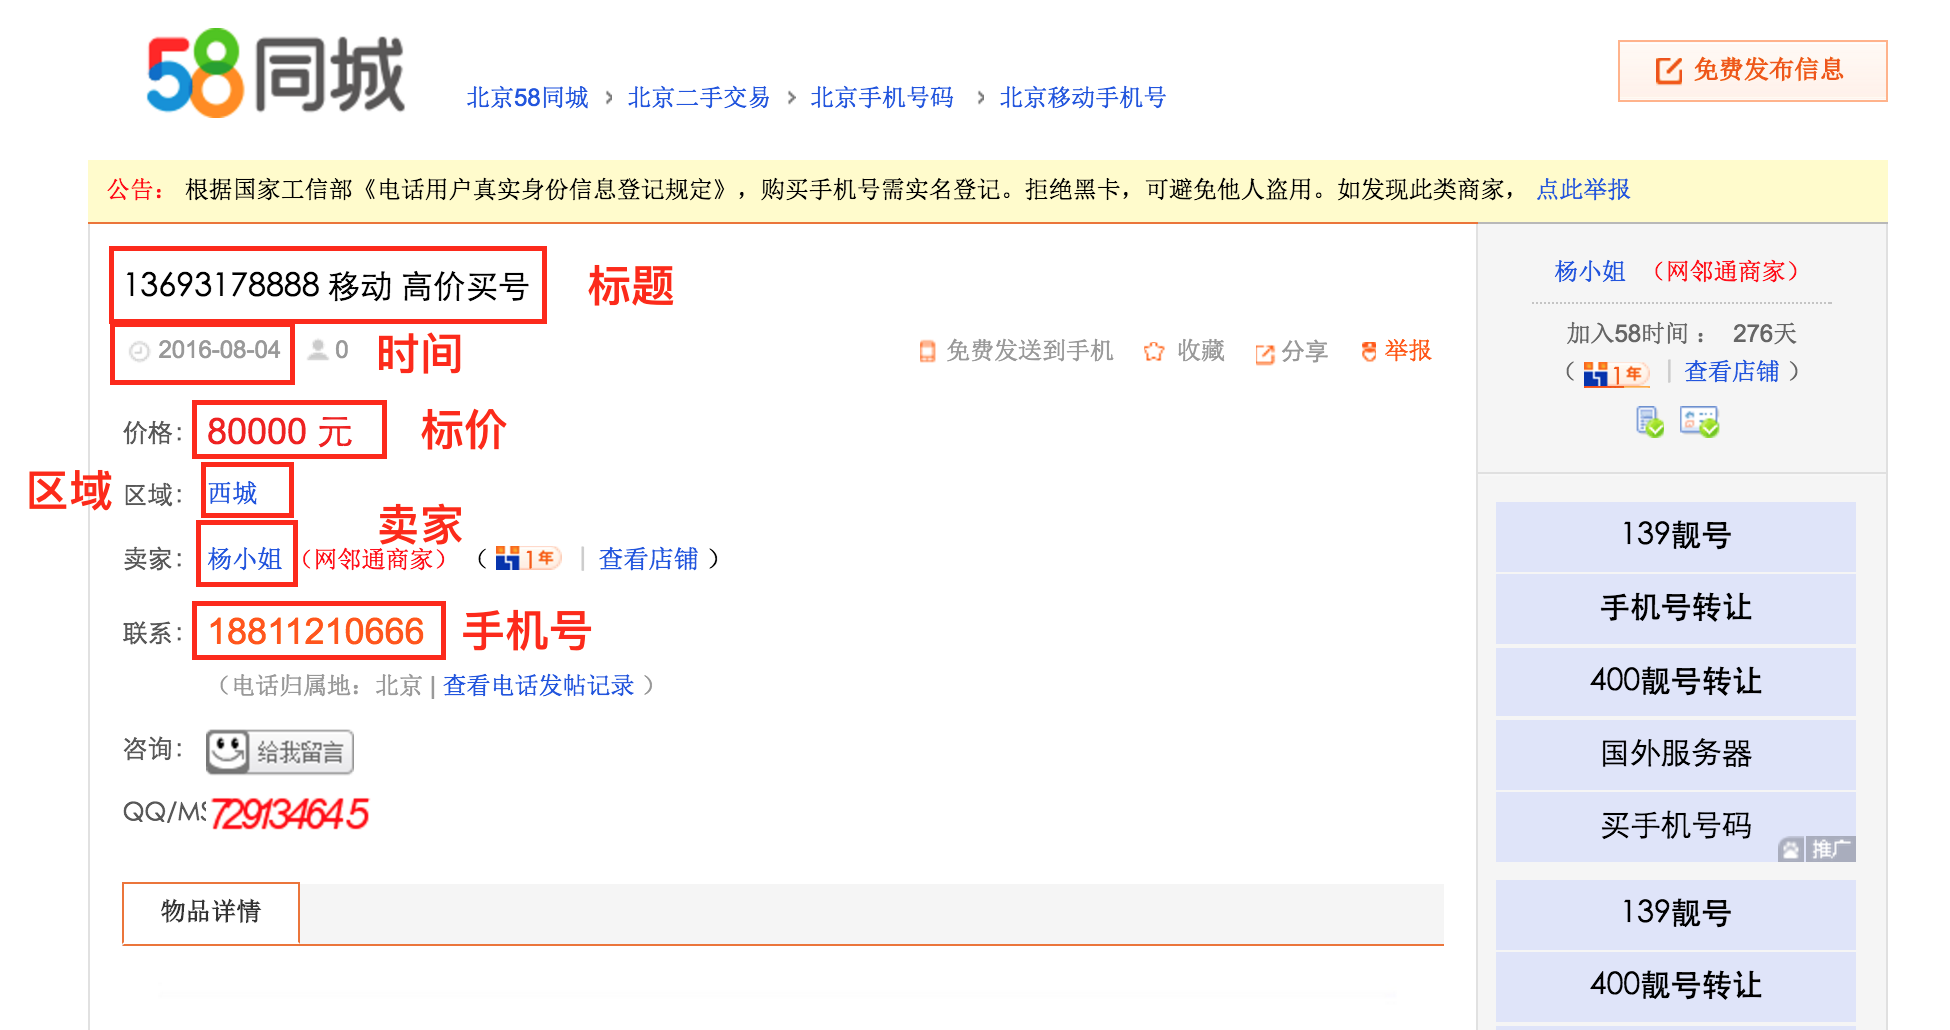 58同城
北京58同城 › 北京二手交易 › 北京手机号码 › 北京移动手机号
免费发布信息
公告： 根据国家工信部《电话用户真实身份信息登记规定》，购买手机号需实名登记。拒绝黑卡，可避免他人盗用。如发现此类商家， 点此举报
13693178888 移动 高价买号 标题
2016-08-04 0 时间
免费发送到手机 收藏 分享 举报
价格： 80000 元 标价
区域 区域： 西城
卖家
卖家： 杨小姐 （网邻通商家） （ 1年 | 查看店铺 ）
联系： 18811210666 手机号
（电话归属地：北京 | 查看电话发帖记录 ）
咨询： 给我留言
QQ/MS 729134645
物品详情
杨小姐 （网邻通商家）
加入58时间 ： 276天
（ 1年 | 查看店铺 ）
139靓号
手机号转让
400靓号转让
国外服务器
买手机号码
推广
139靓号
400靓号转让